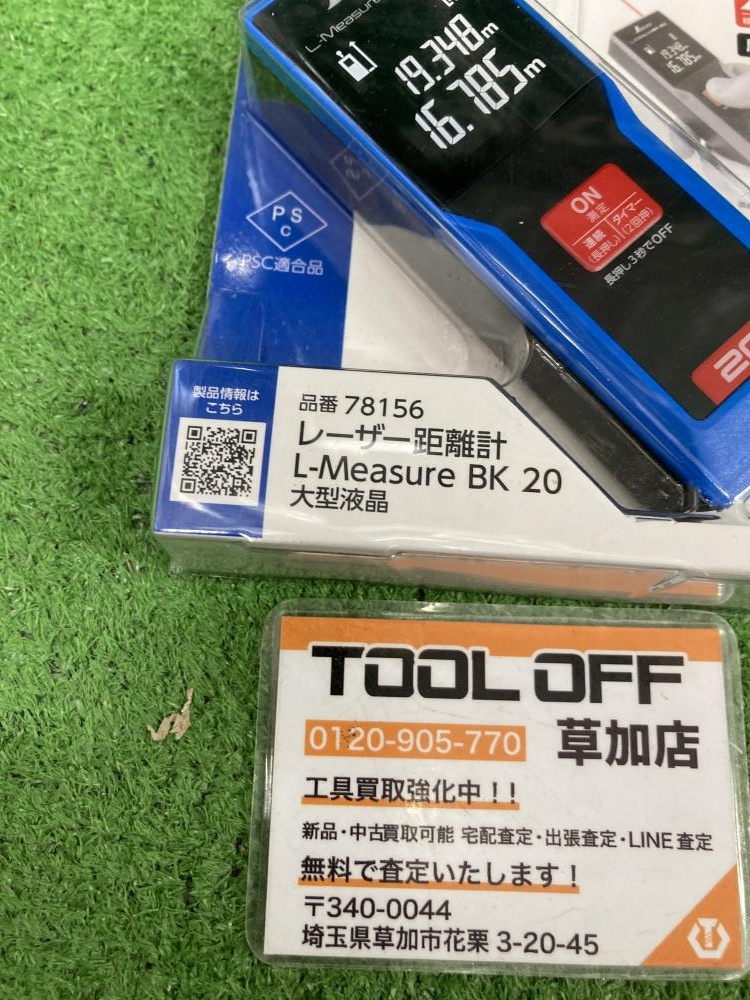 L-Measure
19.348m
16.785m
ON
測定
連続
(長押し)
タイマー
(2回押)
長押し3秒でOFF
20
PS
C
PSC適合品
製品情報は
こちら
品番 78156
レーザー距離計
L-Measure BK 20
大型液晶
TOOL OFF
0120-905-770 草加店
工具買取強化中!!
新品・中古買取可能 宅配査定・出張査定・LINE査定
無料で査定いたします!
〒340-0044
埼玉県草加市花栗 3-20-45